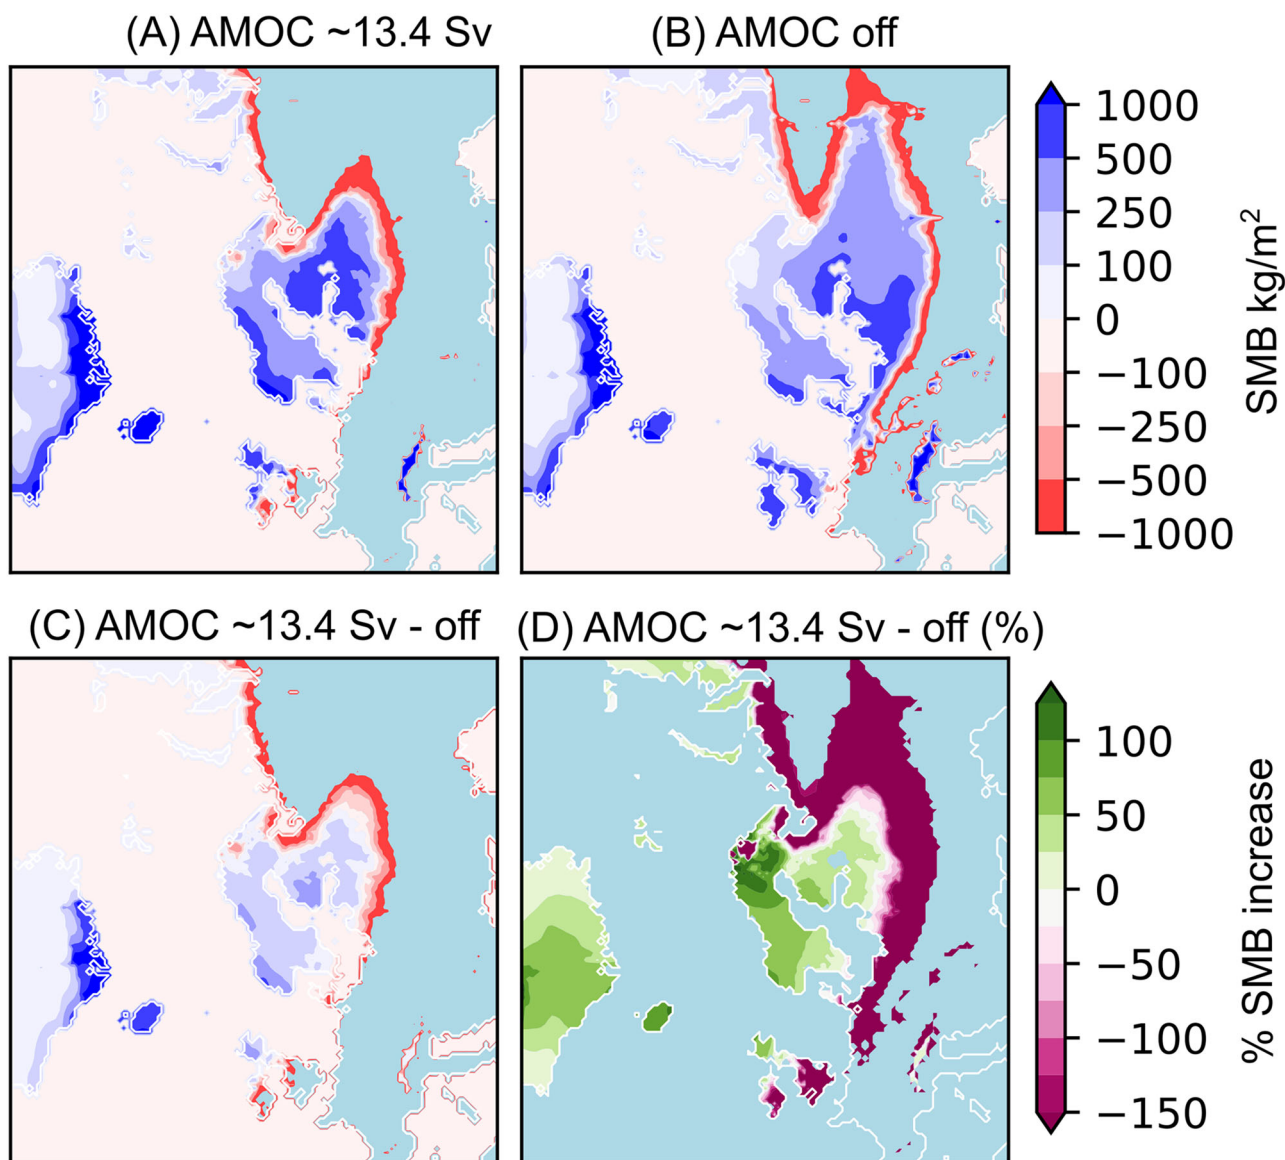 (A) AMOC ~13.4 Sv
(B) AMOC off
1000
500
250
100
0
−100
−250
−500
−1000
SMB kg/m²
(C) AMOC ~13.4 Sv - off
(D) AMOC ~13.4 Sv - off (%)
100
50
0
−50
−100
−150
% SMB increase